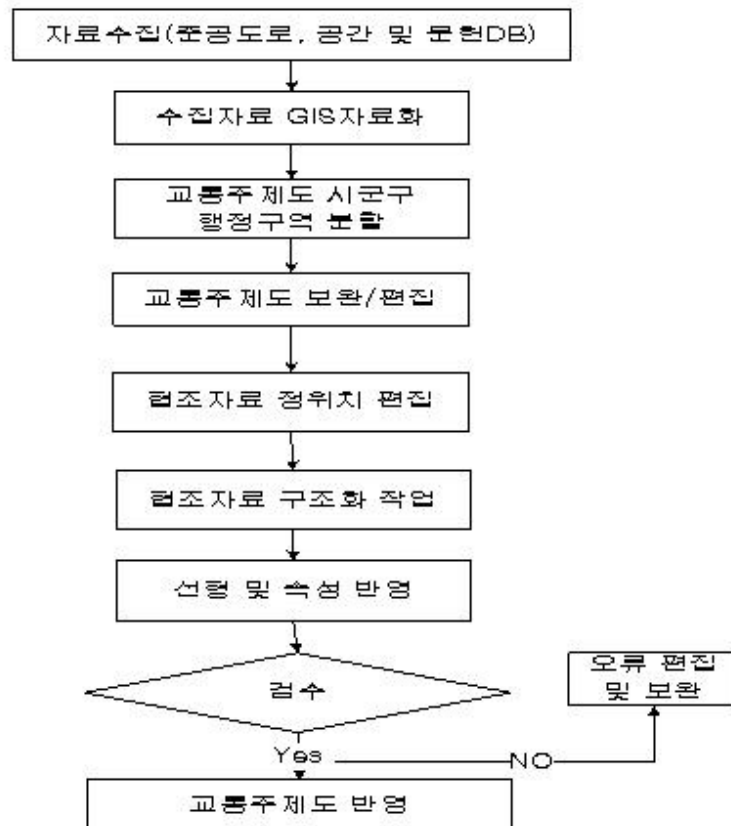 자료수집(준공도로, 공간 및 문헌DB)
수집자료 GIS자료화
교통주제도 시군구
행정구역 분할
교통주제도 보완/편집
협조자료 정위치 편집
협조자료 구조화 작업
선형 및 속성 반영
검수
오류 편집
및 보완
Yes
NO
교통주제도 반영